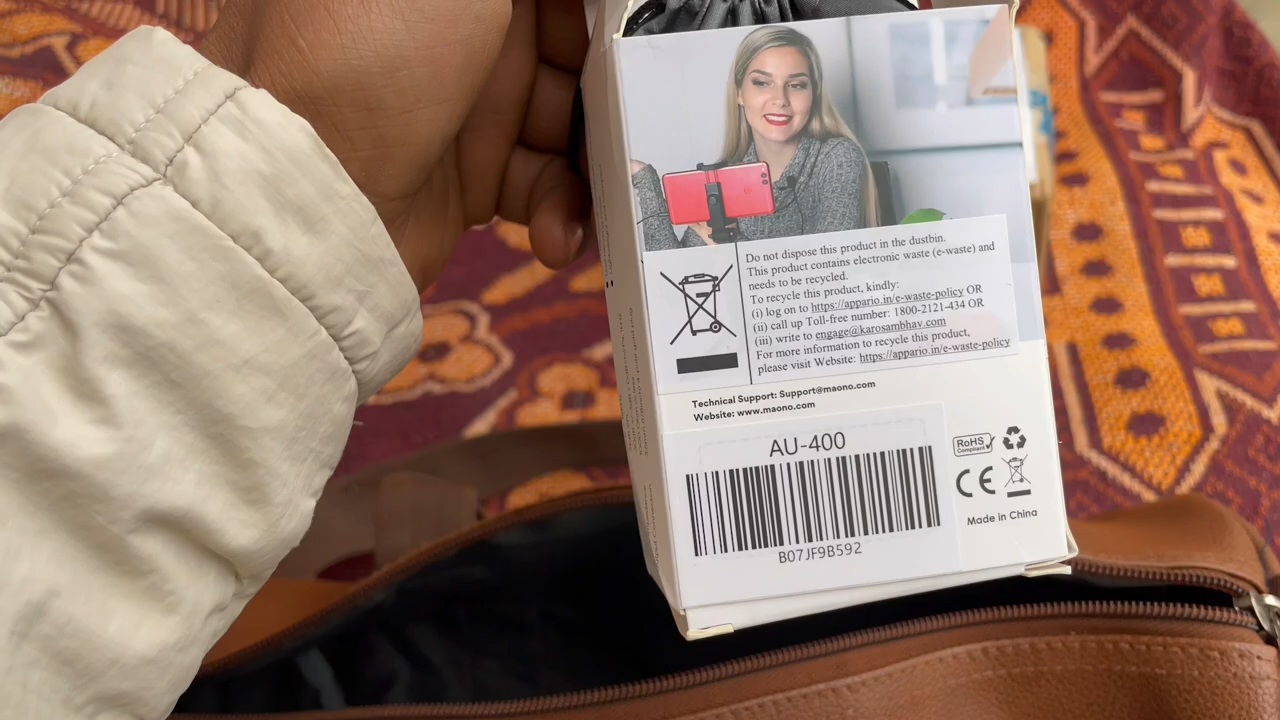 Do not dispose this product in the dustbin.
This product contains electronic waste (e-waste) and
needs to be recycled.
To recycle this product, kindly:
(i) log on to https://appario.in/e-waste-policy OR
(ii) call up Toll-free number: 1800-2121-434 OR
(iii) write to engage@karosambhav.com
For more information to recycle this product,
please visit Website: https://appario.in/e-waste-policy
Technical Support: Support@maono.com
Website: www.maono.com
AU-400
B07JF9B592
RoHS
Compliant
CE
Made in China